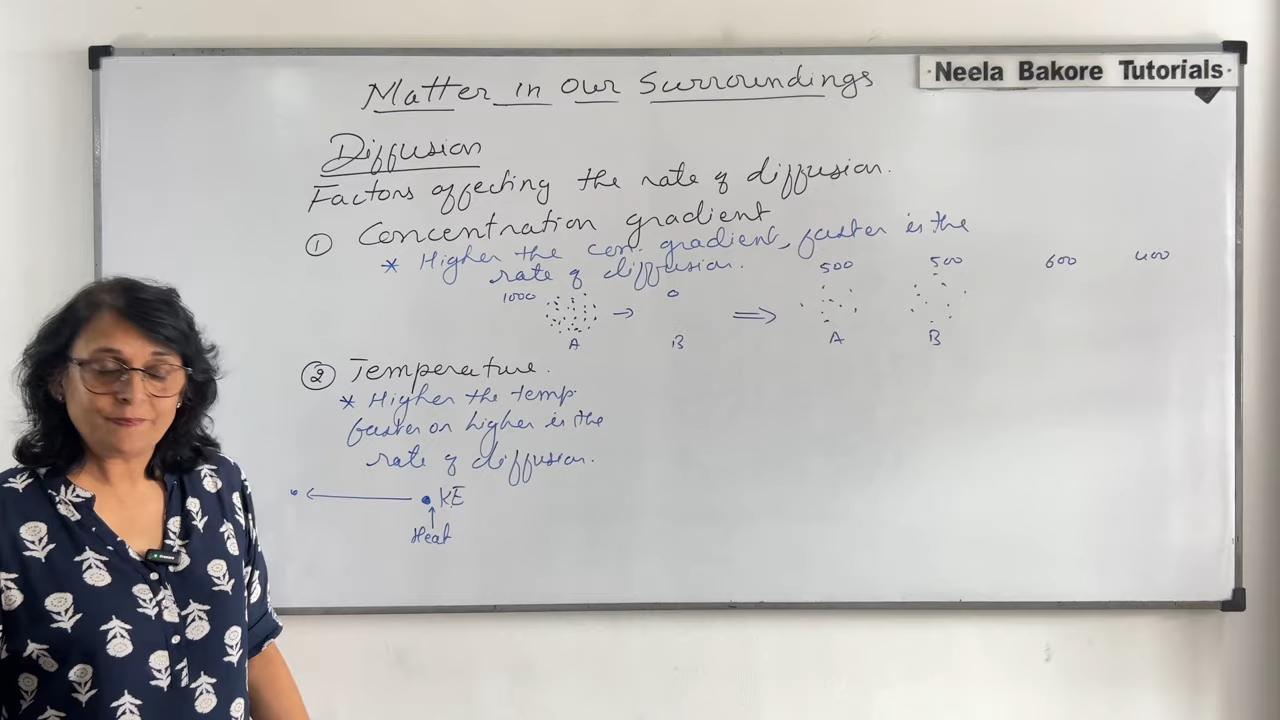 Matter in Our Surroundings
·Neela Bakore Tutorials·
Diffusion
Factors affecting the rate of diffusion.
① Concentration gradient
* Higher the con. gradient, faster is the
rate of diffusion.
500 500 600 400
1000 → 0 ⇒
A B A B
② Temperature.
* Higher the temp.
faster or higher is the
rate of diffusion.
KE
Heat